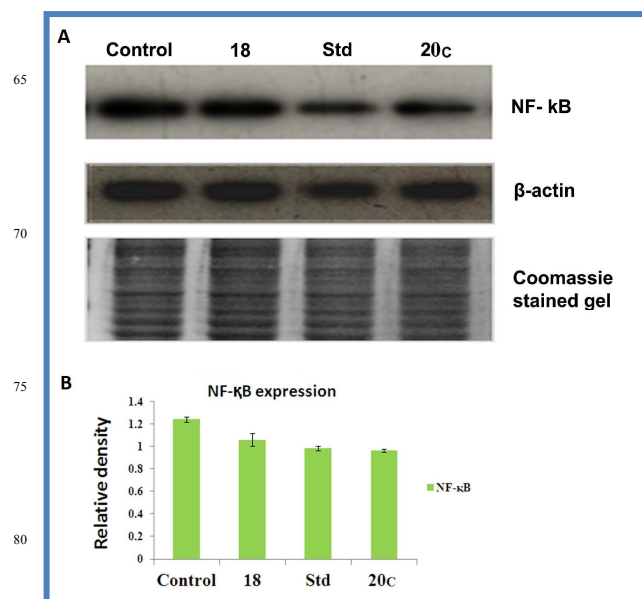 A
Control 18 Std 20c
65
NF- kB
β-actin
70
Coomassie
stained gel
75
B
NF-κB expression
1.4
1.2
1
0.8
0.6
0.4
0.2
0
Relative density
NF-κB
80
Control 18 Std 20c